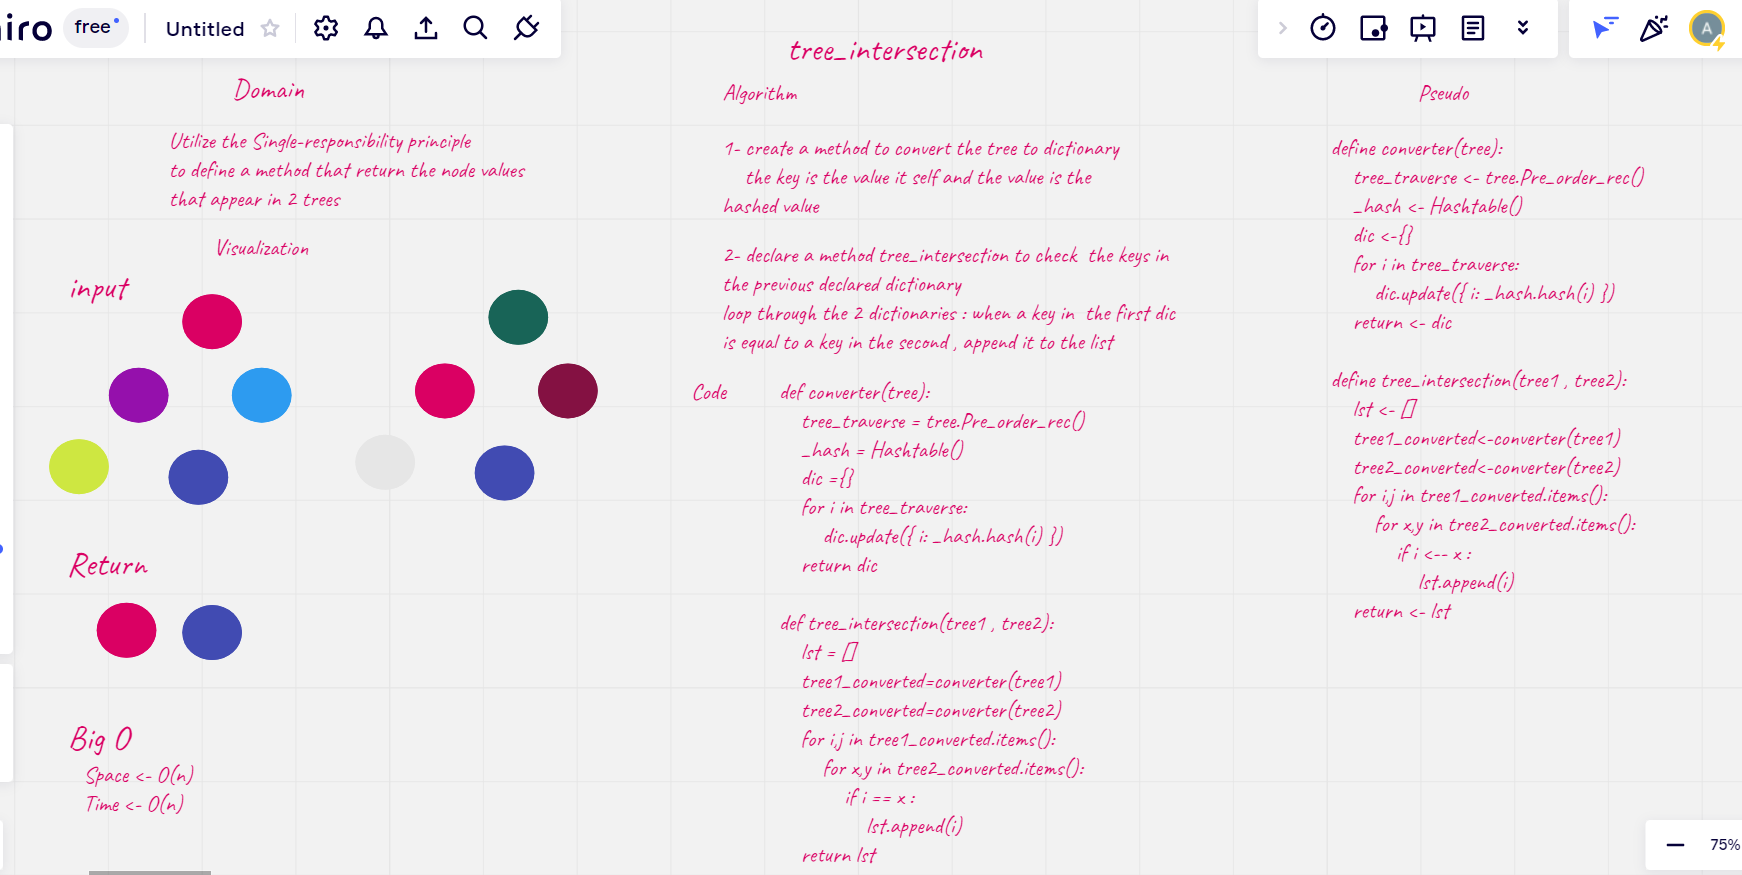 iro free Untitled
A
tree_intersection
Domain
Utilize the Single-responsibility principle
to define a method that return the node values
that appear in 2 trees
Visualization
input
Return
Big O
Space <- O(n)
Time <- O(n)
Algorithm
1- create a method to convert the tree to dictionary
the key is the value it self and the value is the
hashed value
2- declare a method tree_intersection to check the keys in
the previous declared dictionary
loop through the 2 dictionaries : when a key in the first dic
is equal to a key in the second , append it to the list
Code
def converter(tree):
tree_traverse = tree.Pre_order_rec()
_hash = Hashtable()
dic ={}
for i in tree_traverse:
dic.update({ i: _hash.hash(i) })
return dic
def tree_intersection(tree1 , tree2):
lst = []
tree1_converted=converter(tree1)
tree2_converted=converter(tree2)
for i,j in tree1_converted.items():
for x,y in tree2_converted.items():
if i == x :
lst.append(i)
return lst
Pseudo
define converter(tree):
tree_traverse <- tree.Pre_order_rec()
_hash <- Hashtable()
dic <-{}
for i in tree_traverse:
dic.update({ i: _hash.hash(i) })
return <- dic
define tree_intersection(tree1 , tree2):
lst <- []
tree1_converted<-converter(tree1)
tree2_converted<-converter(tree2)
for i,j in tree1_converted.items():
for x,y in tree2_converted.items():
if i <-- x :
lst.append(i)
return <- lst
75%